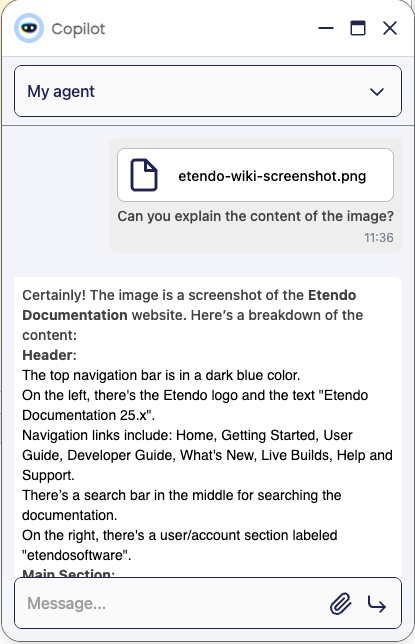 Copilot
My agent
etendo-wiki-screenshot.png
Can you explain the content of the image?
11:36
Certainly! The image is a screenshot of the Etendo
Documentation website. Here's a breakdown of the
content:
Header:
The top navigation bar is in a dark blue color.
On the left, there's the Etendo logo and the text "Etendo
Documentation 25.x".
Navigation links include: Home, Getting Started, User
Guide, Developer Guide, What's New, Live Builds, Help and
Support.
There's a search bar in the middle for searching the
documentation.
On the right, there's a user/account section labeled
"etendosoftware".
Main Section:
Message...